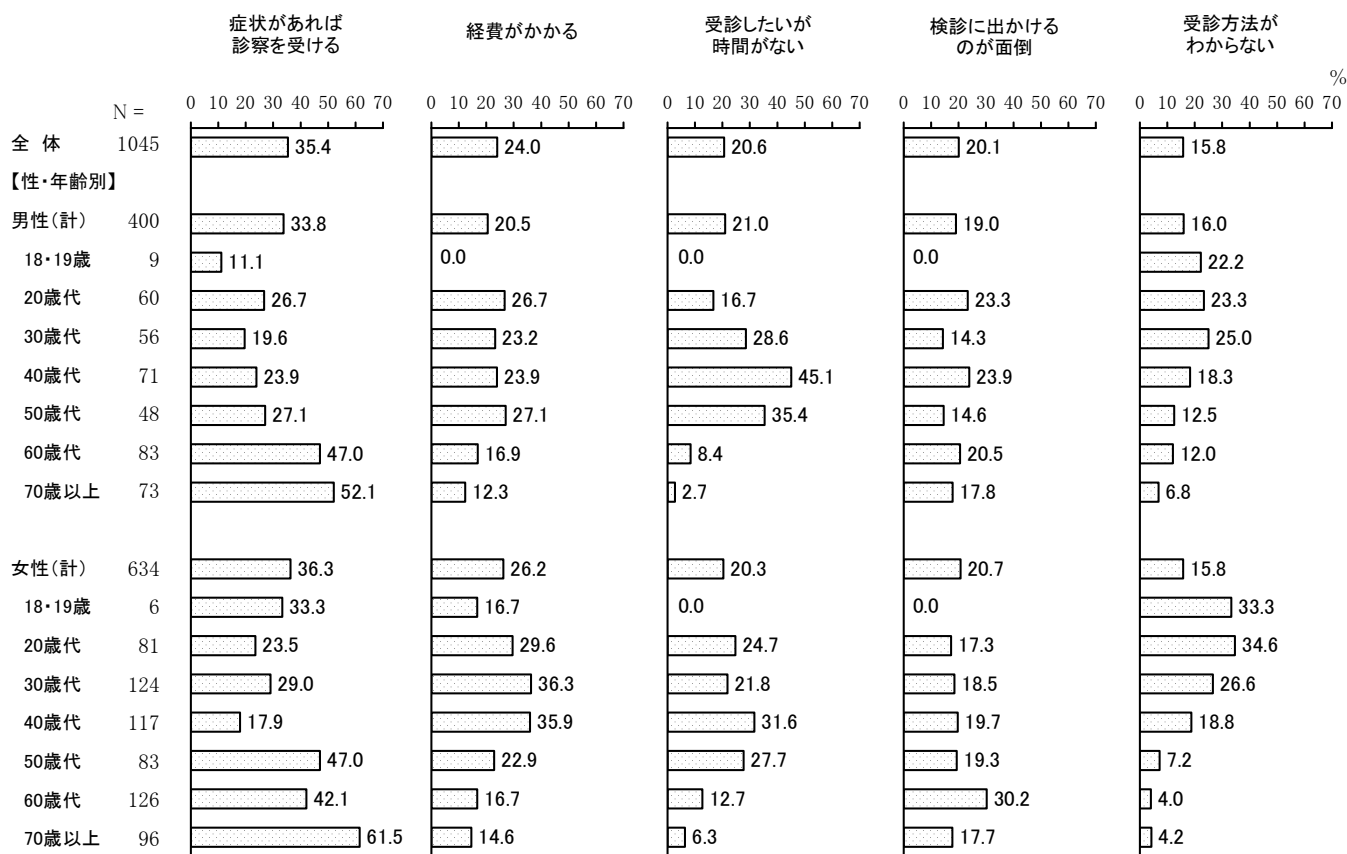 症状があれば
診察を受ける
経費がかかる
受診したいが
時間がない
検診に出かける
のが面倒
受診方法が
わからない
%
N = 0 10 20 30 40 50 60 70 0 10 20 30 40 50 60 70 0 10 20 30 40 50 60 70 0 10 20 30 40 50 60 70 0 10 20 30 40 50 60 70
全 体 1045 35.4 24.0 20.6 20.1 15.8
【性・年齢別】
男性(計) 400 33.8 20.5 21.0 19.0 16.0
18・19歳 9 11.1 0.0 0.0 0.0 22.2
20歳代 60 26.7 26.7 16.7 23.3 23.3
30歳代 56 19.6 23.2 28.6 14.3 25.0
40歳代 71 23.9 23.9 45.1 23.9 18.3
50歳代 48 27.1 27.1 35.4 14.6 12.5
60歳代 83 47.0 16.9 8.4 20.5 12.0
70歳以上 73 52.1 12.3 2.7 17.8 6.8
女性(計) 634 36.3 26.2 20.3 20.7 15.8
18・19歳 6 33.3 16.7 0.0 0.0 33.3
20歳代 81 23.5 29.6 24.7 17.3 34.6
30歳代 124 29.0 36.3 21.8 18.5 26.6
40歳代 117 17.9 35.9 31.6 19.7 18.8
50歳代 83 47.0 22.9 27.7 19.3 7.2
60歳代 126 42.1 16.7 12.7 30.2 4.0
70歳以上 96 61.5 14.6 6.3 17.7 4.2